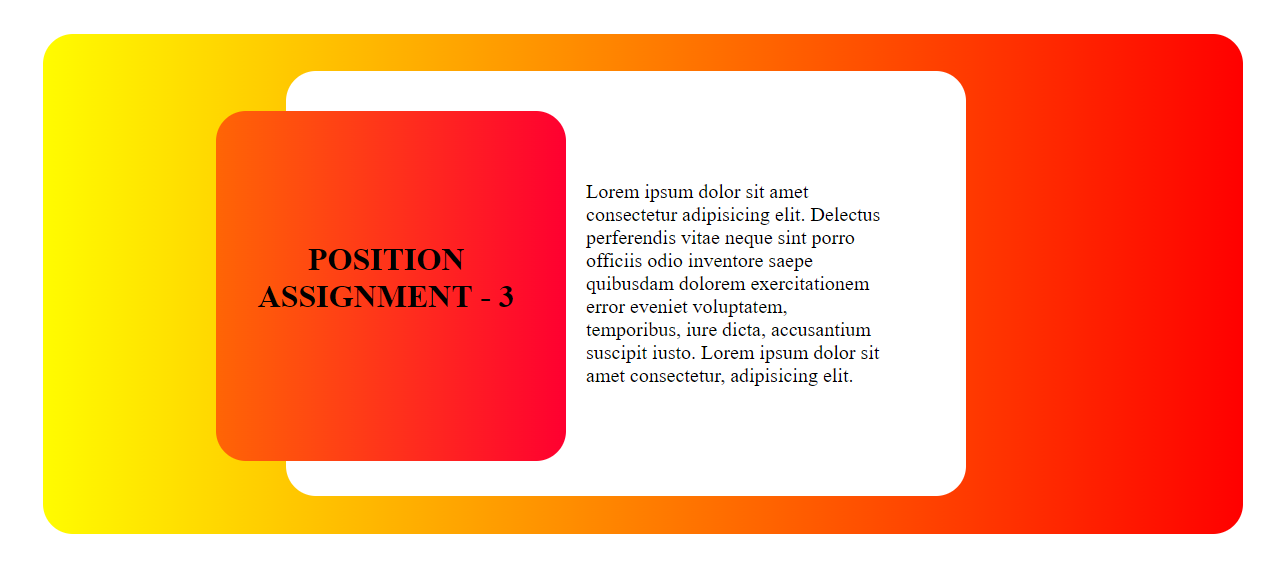 POSITION
ASSIGNMENT - 3
Lorem ipsum dolor sit amet
consectetur adipisicing elit. Delectus
perferendis vitae neque sint porro
officiis odio inventore saepe
quibusdam dolorem exercitationem
error eveniet voluptatem,
temporibus, iure dicta, accusantium
suscipit iusto. Lorem ipsum dolor sit
amet consectetur, adipisicing elit.